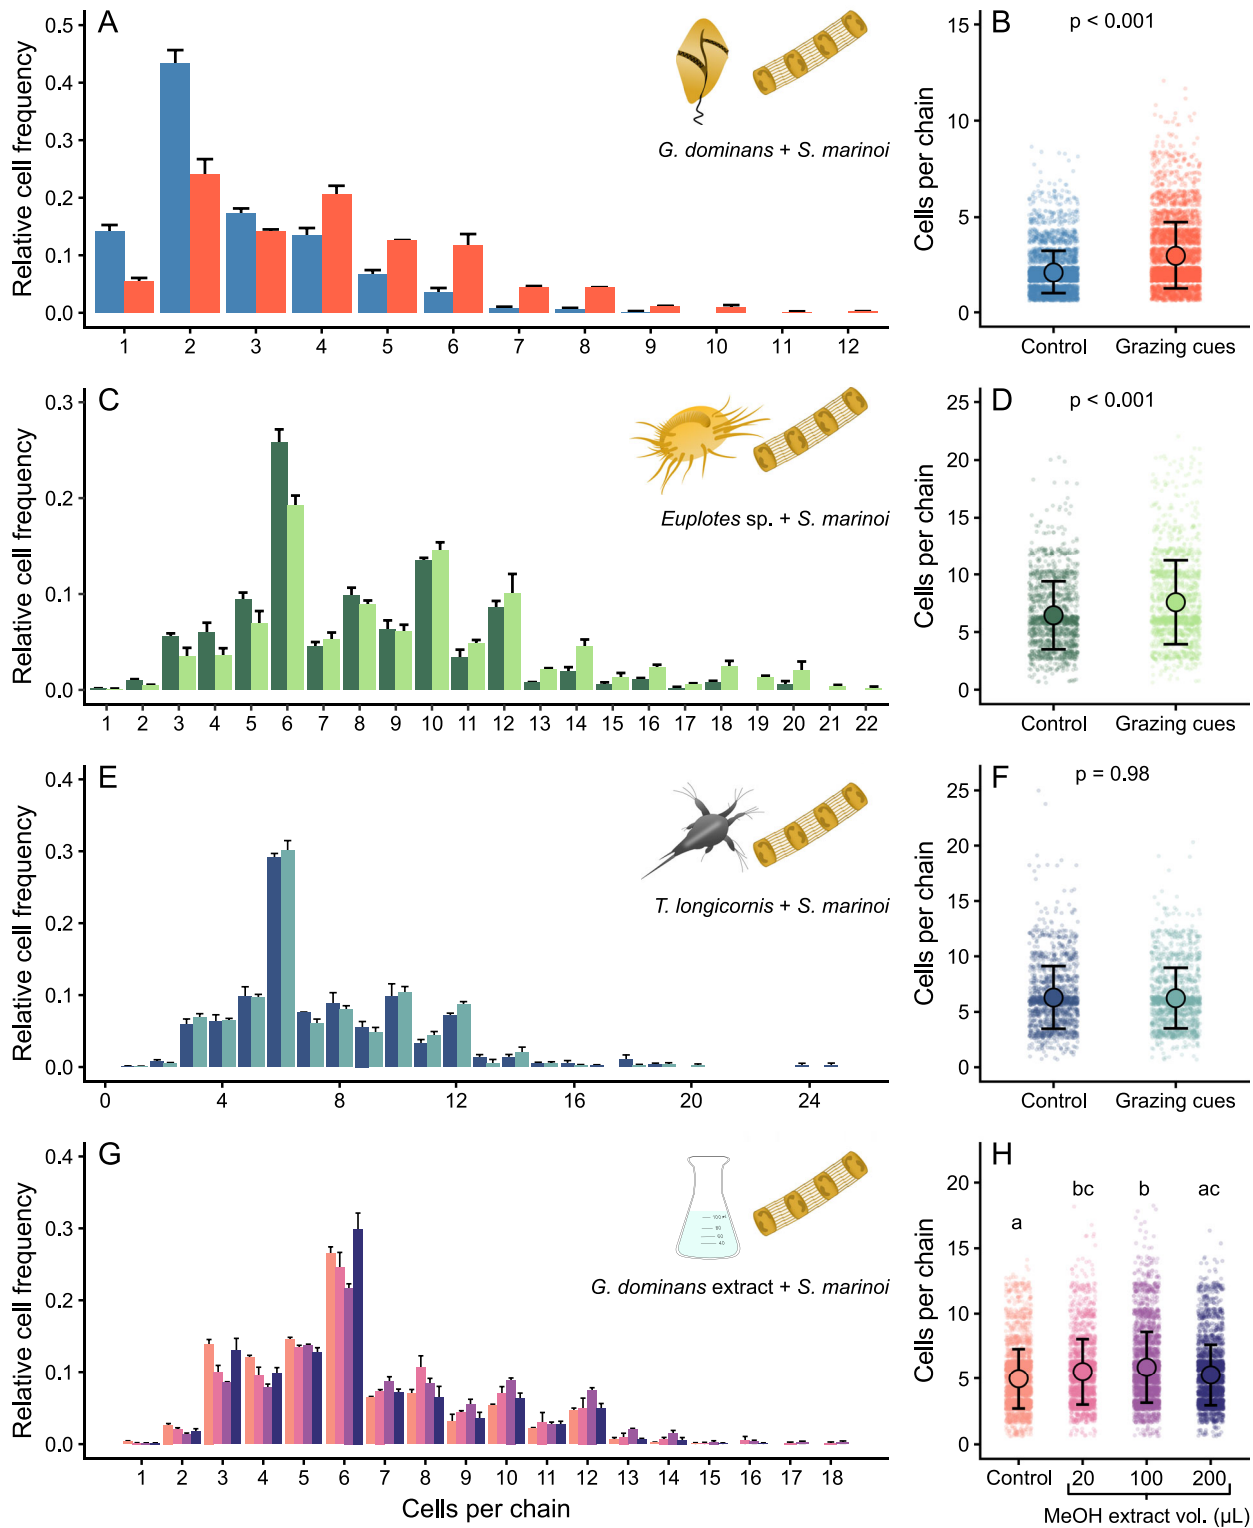 A
Relative cell frequency
0.5
0.4
0.3
0.2
0.1
0.0
G. dominans + S. marinoi
1 2 3 4 5 6 7 8 9 10 11 12
B
p < 0.001
Cells per chain
15
10
5
0
Control Grazing cues
C
Relative cell frequency
0.3
0.2
0.1
0.0
Euplotes sp. + S. marinoi
1 2 3 4 5 6 7 8 9 10 11 12 13 14 15 16 17 18 19 20 21 22
D
p < 0.001
Cells per chain
25
20
15
10
5
0
Control Grazing cues
E
Relative cell frequency
0.4
0.3
0.2
0.1
0.0
T. longicornis + S. marinoi
0 4 8 12 16 20 24
F
p = 0.98
Cells per chain
25
20
15
10
5
0
Control Grazing cues
G
Relative cell frequency
0.4
0.3
0.2
0.1
0.0
80
60
40
G. dominans extract + S. marinoi
1 2 3 4 5 6 7 8 9 10 11 12 13 14 15 16 17 18
Cells per chain
H
Cells per chain
20
15
10
5
0
a bc b ac
Control 20 100 200
MeOH extract vol. (µL)